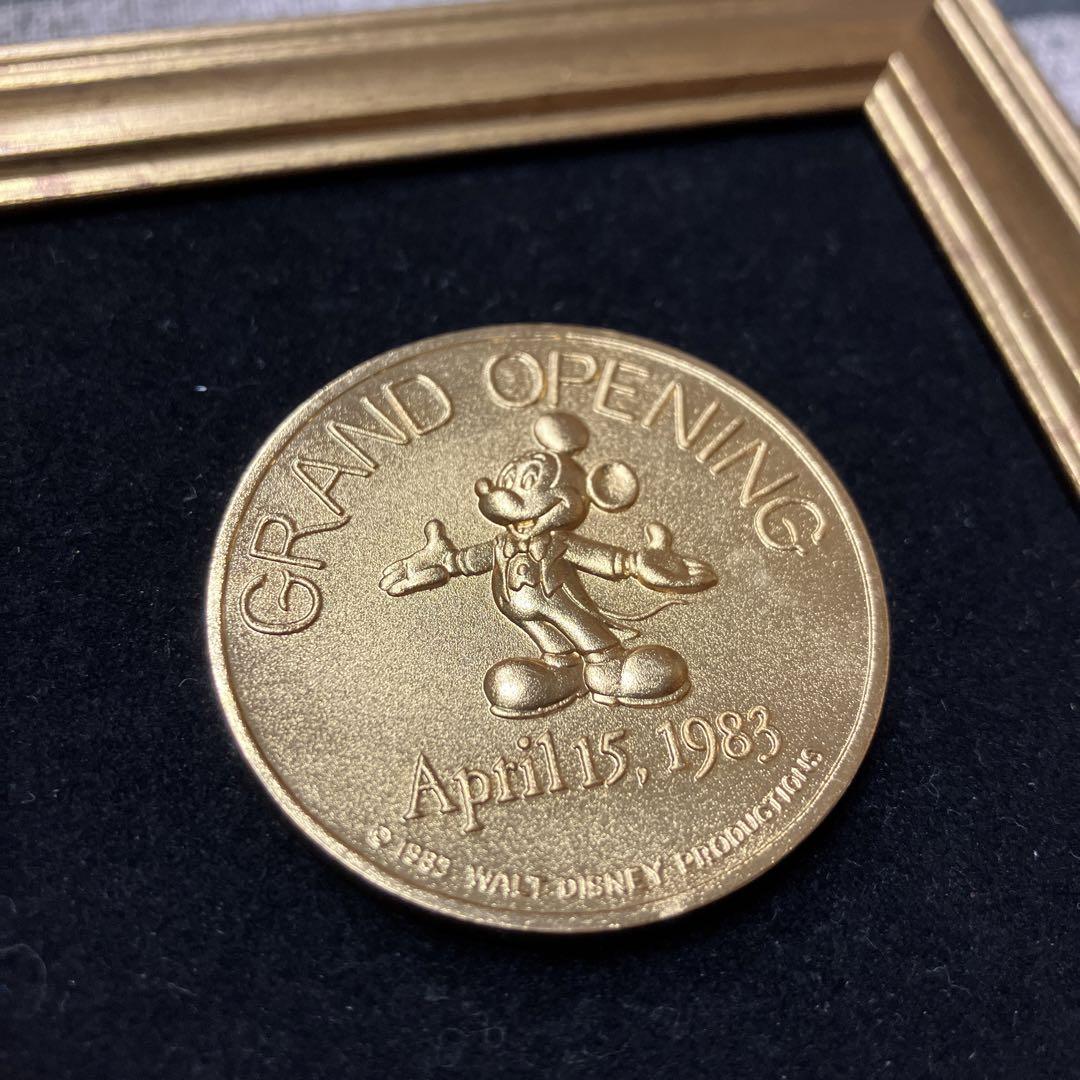 GRAND OPENING
April 15, 1983
© 1983 WALT DISNEY PRODUCTIONS